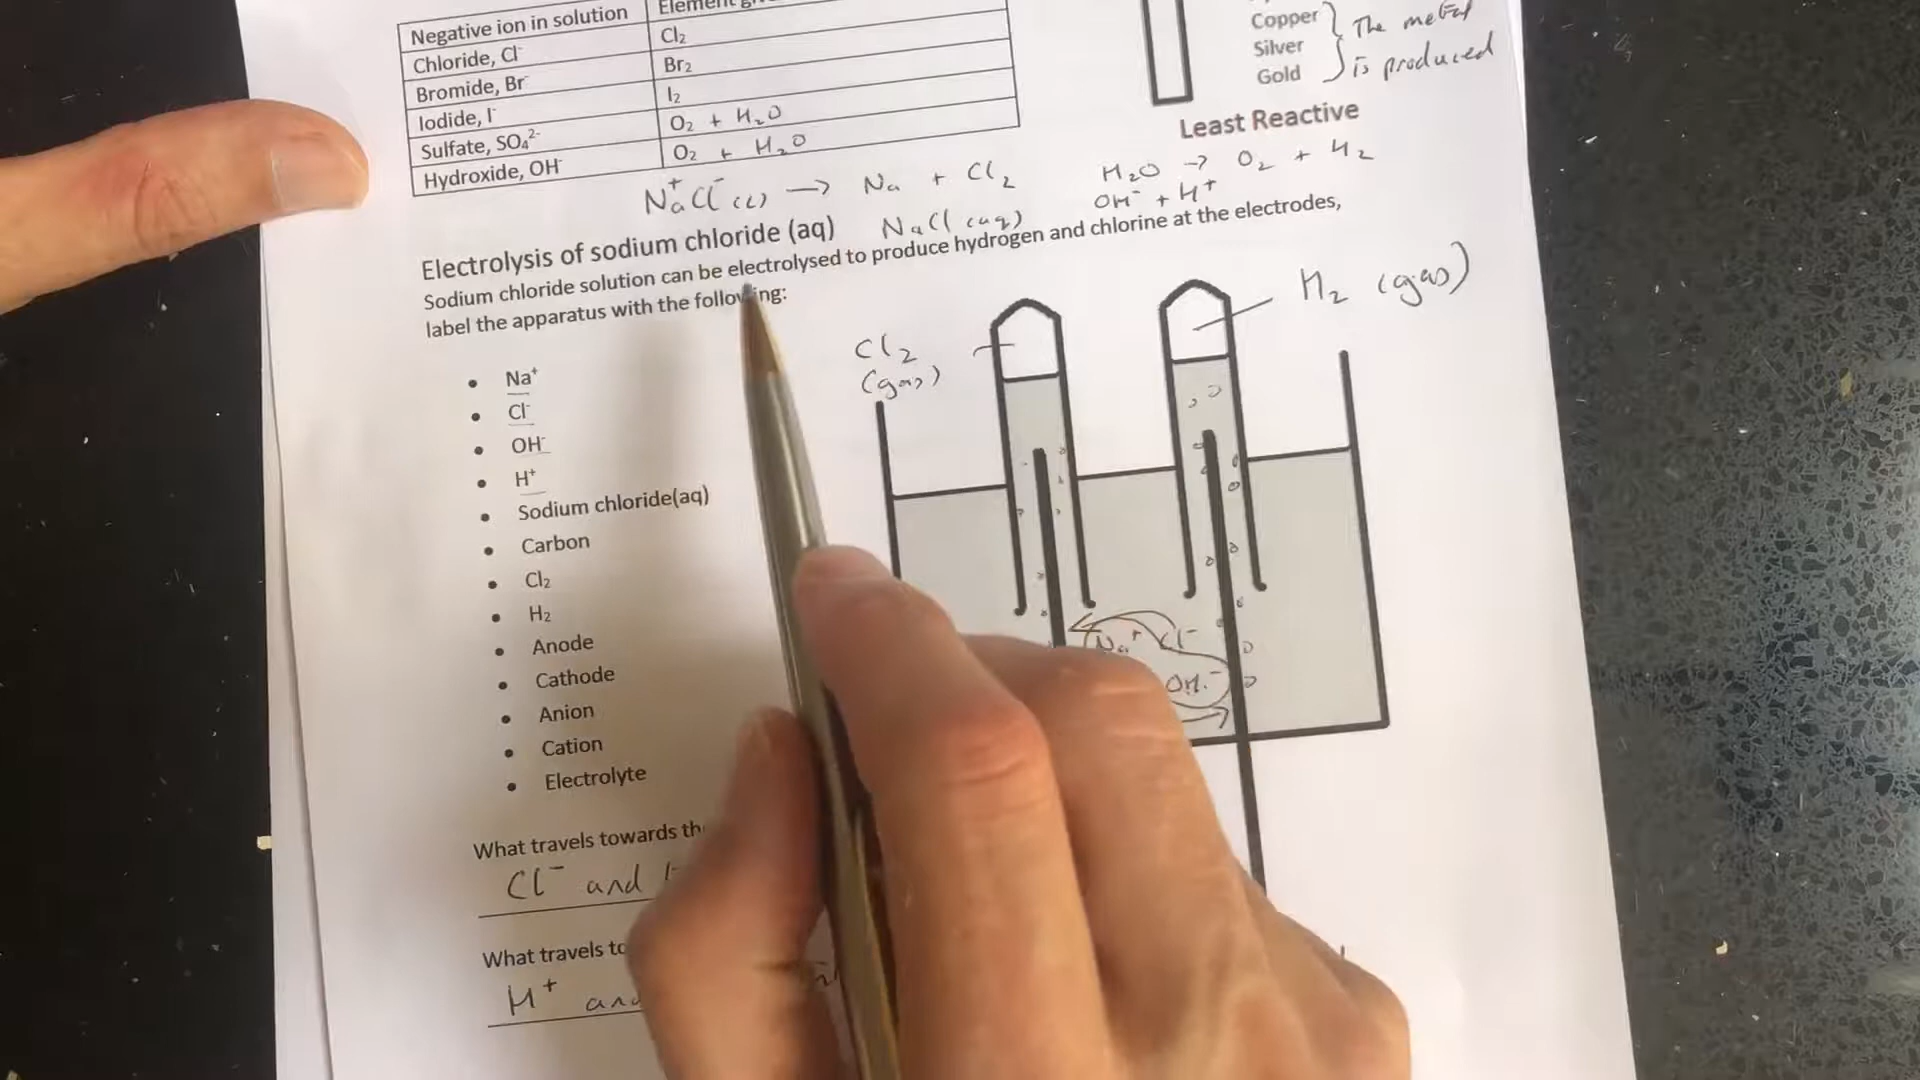 Negative ion in solution
Chloride, Cl⁻ Cl₂
Bromide, Br⁻ Br₂
Iodide, I⁻ I₂
Sulfate, SO₄²⁻ O₂ + H₂O
Hydroxide, OH⁻ O₂ + H₂O
Copper
Silver
Gold
The metal
is produced
Least Reactive
Na⁺Cl⁻(l) → Na + Cl₂
H₂O → O₂ + H₂
OH⁻ + H⁺
Electrolysis of sodium chloride (aq) NaCl (aq)
Sodium chloride solution can be electrolysed to produce hydrogen and chlorine at the electrodes,
label the apparatus with the following:
• Na⁺
• Cl⁻
• OH⁻
• H⁺
• Sodium chloride(aq)
• Carbon
• Cl₂
• H₂
• Anode
• Cathode
• Anion
• Cation
• Electrolyte
Cl₂
(gas)
H₂ (gas)
Na⁺ Cl⁻
OH⁻
What travels towards
Cl⁻ and
What travels
H⁺ and